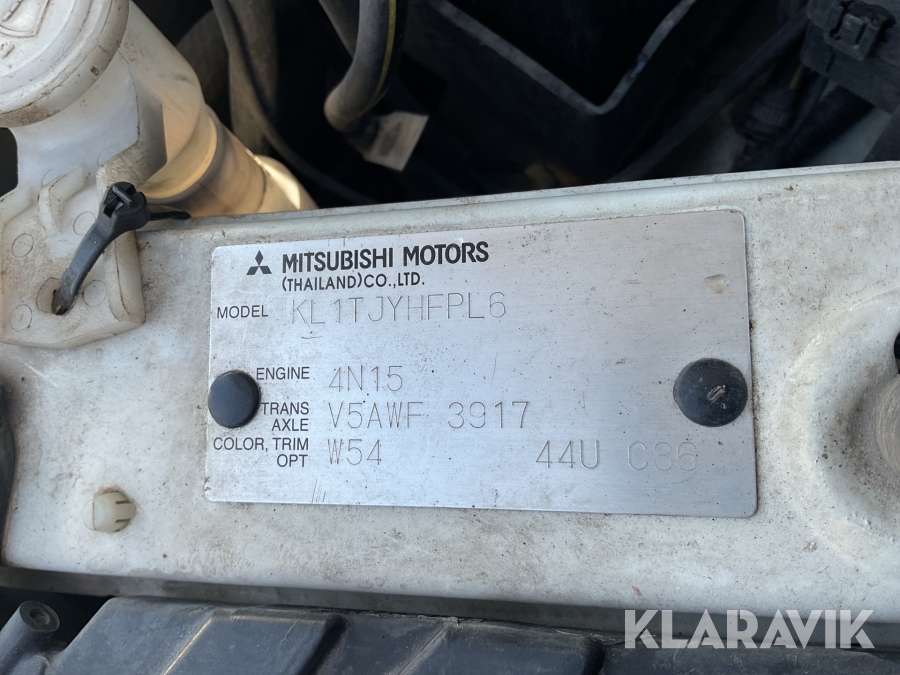 MITSUBISHI MOTORS
(THAILAND)CO.,LTD.
MODEL KL1TJYHFPL6
ENGINE 4N15
TRANS AXLE V5AWF 3917
COLOR, TRIM OPT W54 44U C86
KLARAVIK